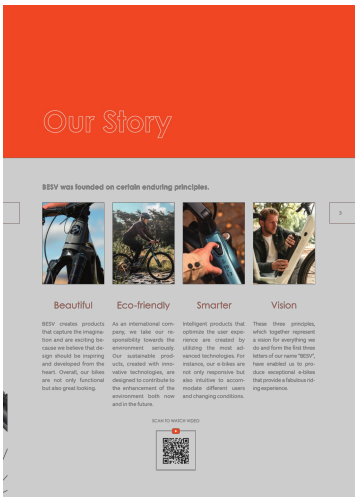 Our Story
BESV was founded on certain enduring principles.
3
Beautiful
BESV creates products
that capture the imagina-
tion and are exciting be-
cause we believe that de-
sign should be inspiring
and developed from the
heart. Overall, our bikes
are not only functional
but also great looking.
Eco-friendly
As an international com-
pany, we take our re-
sponsibility towards the
environment seriously.
Our sustainable prod-
ucts, created with inno-
vative technologies, are
designed to contribute to
the enhancement of the
environment both now
and in the future.
Smarter
Intelligent products that
optimize the user expe-
rience are created by
utilizing the most ad-
vanced technologies. For
instance, our e-bikes are
not only responsive but
also intuitive to accom-
modate different users
and changing conditions.
Vision
These three principles,
which together represent
a vision for everything we
do and form the first three
letters of our name "BESV",
have enabled us to pro-
duce exceptional e-bikes
that provide a fabulous rid-
ing experience.
SCAN TO WATCH VIDEO